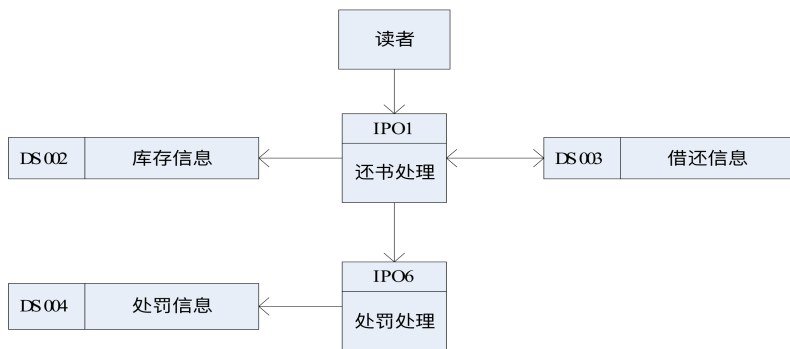 读者
IPO1
DS 002 库存信息
还书处理
DS 003 借还信息
IPO6
DS 004 处罚信息
处罚处理